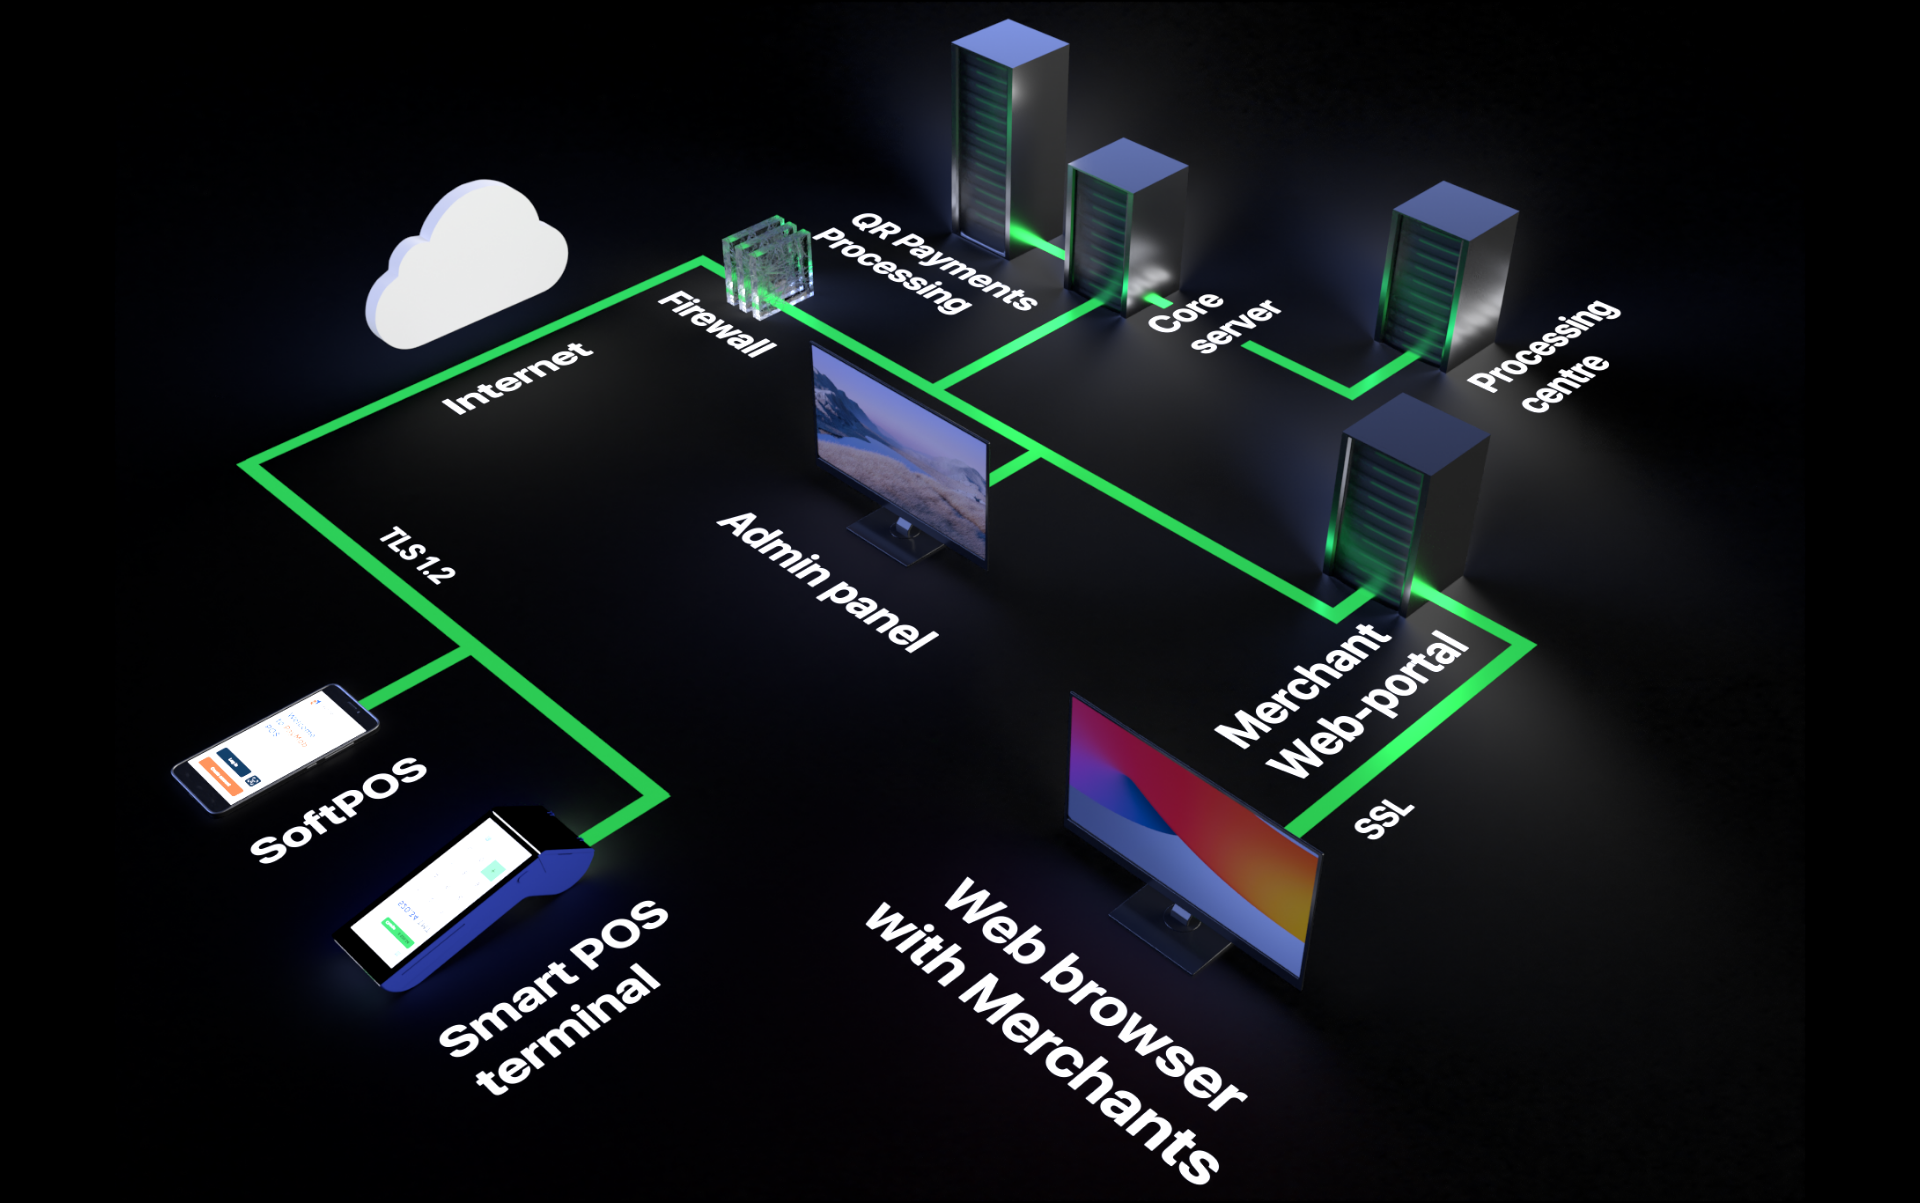 QR Payments
Processing
Core
server
Processing
centre
Firewall
Internet
TLS 1.2
Admin panel
Merchant
Web-portal
SSL
SoftPOS
Smart POS
terminal
Web browser
with Merchants